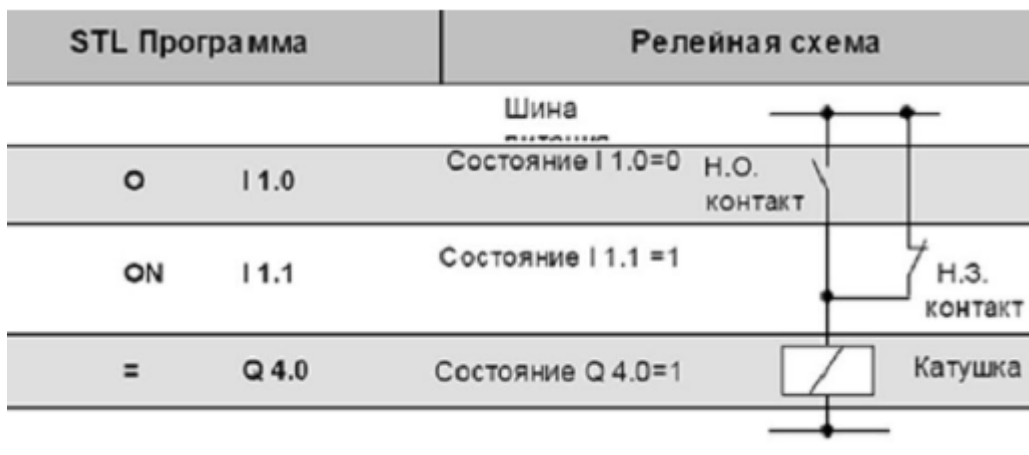 STL Программа Релейная схема
Шина
O I 1.0 Состояние I 1.0=0 Н.О.
контакт
ON I 1.1 Состояние I 1.1 =1 Н.З.
контакт
= Q 4.0 Состояние Q 4.0=1 Катушка